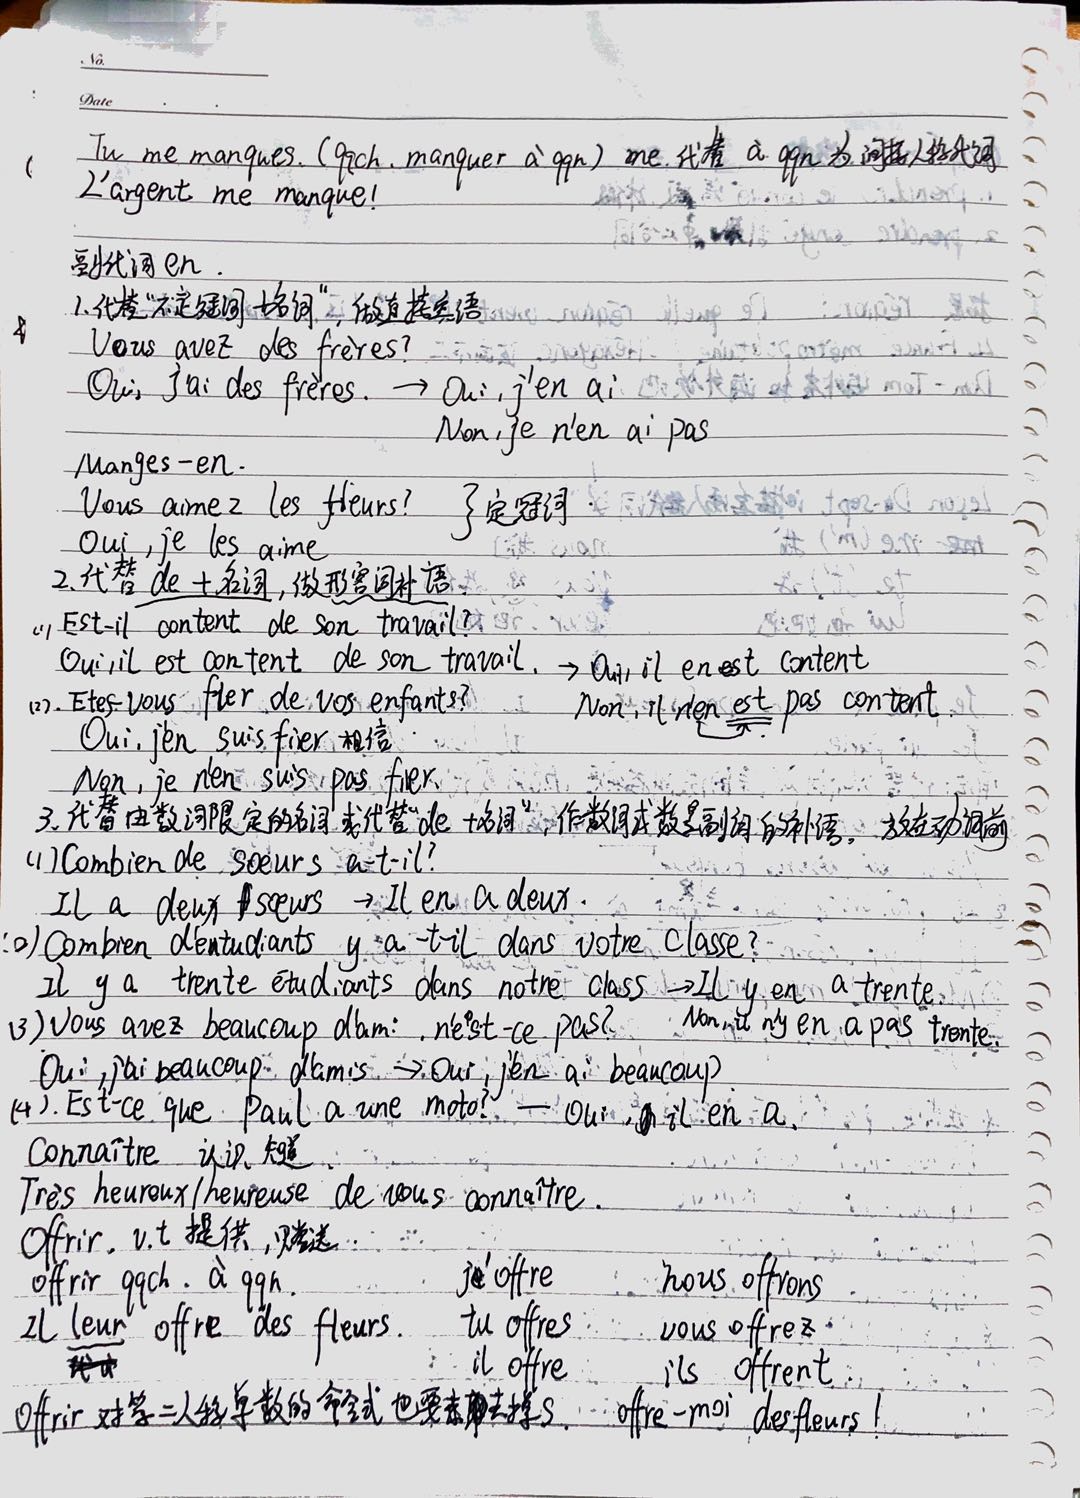 No.
Date
Tu me manques. (qqch. manquer à qqn) me 代替 à qqn 为 间接人称代词
L'argent me manque!
副代词 en.
1.代替"不定冠词+名词",做直接宾语
Vous avez des frères?
Oui, j'ai des frères. → Oui, j'en ai
Non, je n'en ai pas
Manges-en.
Vous aimez les fleurs? } 定冠词
Oui, je les aime
2.代替 de + 名词, 做形容词补语
(1) Est-il content de son travail?
Oui, il est content de son travail. → Oui, il en est content
(2). Etes-vous fier de vos enfants? Non, il n'en est pas content.
Oui, j'en suis fier 相信
Non, je n'en suis pas fier.
3.代替由数词限定的名词或代替"de+名词",作数词或数量副词的补语。 放在动词前
(1) Combien de soeurs a-t-il?
Il a deux sœurs → Il en a deux.
(2) Combien d'entudiants y a-t-il dans votre classe?
Il y a trente étudiants dans notre class → Il y en a trente.
(3) Vous avez beaucoup d'ami. n'est-ce pas? Non, il n'y en a pas trente.
Oui, j'ai beaucoup d'amis → Oui, j'en ai beaucoup.
(4). Est-ce que Paul a une moto? — Oui, il en a.
Connaître 认识、知道
Très heuroux/heureuse de vous connaître.
Offrir. v.t 提供,赠送.
offrir qqch. à qqn. j'offre nous offrons
Il leur offre des fleurs. tu offres vous offrez
il offre ils offrent
Offrir 对第二人称单数的命令式也要去掉s. offre-moi des fleurs!